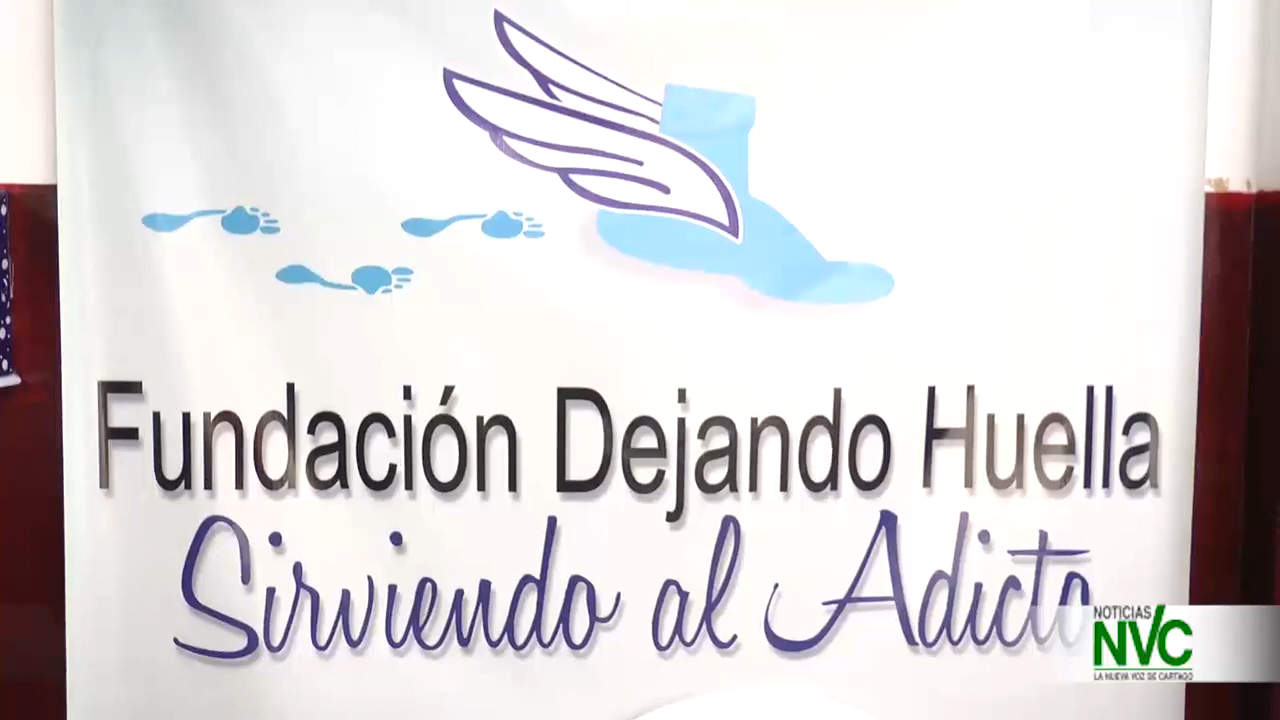 Fundación Dejando Huella
Sirviendo al Adicto
NOTICIAS
NVC
LA NUEVA VOZ DE CARTAGO